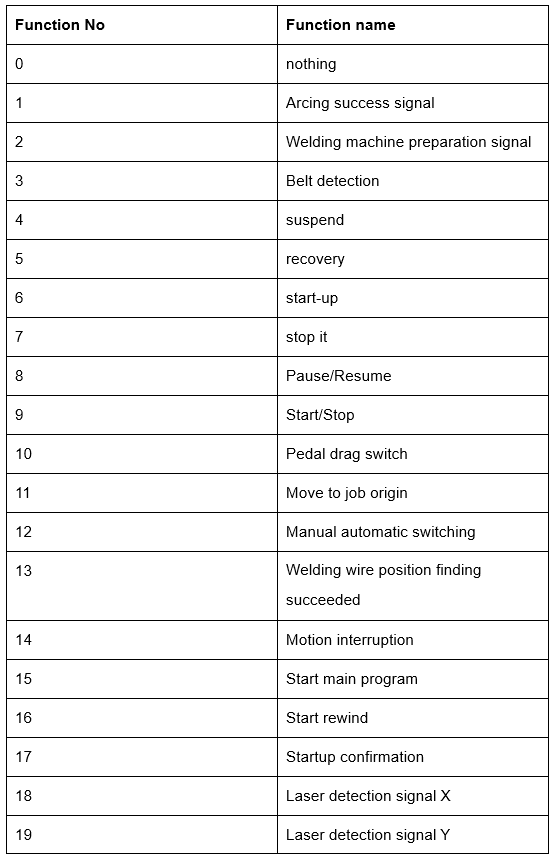 Function No Function name
0 nothing
1 Arcing success signal
2 Welding machine preparation signal
3 Belt detection
4 suspend
5 recovery
6 start-up
7 stop it
8 Pause/Resume
9 Start/Stop
10 Pedal drag switch
11 Move to job origin
12 Manual automatic switching
13 Welding wire position finding
succeeded
14 Motion interruption
15 Start main program
16 Start rewind
17 Startup confirmation
18 Laser detection signal X
19 Laser detection signal Y